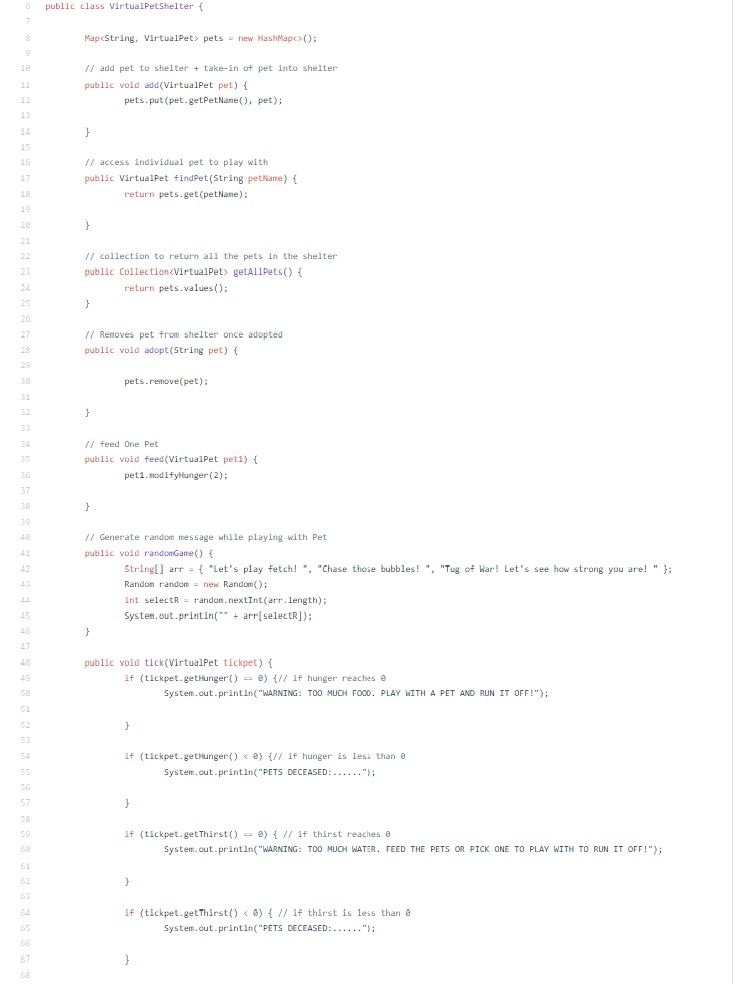 6 public class VirtualPetShelter {
7
8 Map<String, VirtualPet> pets = new HashMap<>();
9
10 // add pet to shelter + take-in of pet into shelter
11 public void add(VirtualPet pet) {
12 pets.put(pet.getPetName(), pet);
13
14 }
15
16 // access individual pet to play with
17 public VirtualPet findPet(String petName) {
18 return pets.get(petName);
19
20 }
21
22 // collection to return all the pets in the shelter
23 public Collection<VirtualPet> getAllPets() {
24 return pets.values();
25 }
26
27 // Removes pet from shelter once adopted
28 public void adopt(String pet) {
29
30 pets.remove(pet);
31
32 }
33
34 // feed One Pet
35 public void feed(VirtualPet pet1) {
36 pet1.modifyHunger(2);
37
38 }
39
40 // Generate random message while playing with Pet
41 public void randomGame() {
42 String[] arr = { "Let's play fetch! ", "Chase those bubbles! ", "Tug of War! Let's see how strong you are! " };
43 Random random = new Random();
44 int selectR = random.nextInt(arr.length);
45 System.out.println("" + arr[selectR]);
46 }
47
48 public void tick(VirtualPet tickpet) {
49 if (tickpet.getHunger() == 0) {// if hunger reaches 0
50 System.out.println("WARNING: TOO MUCH FOOD. PLAY WITH A PET AND RUN IT OFF!");
51
52 }
53
54 if (tickpet.getHunger() < 0) {// if hunger is less than 0
55 System.out.println("PETS DECEASED:......");
56
57 }
58
59 if (tickpet.getThirst() == 0) { // if thirst reaches 0
60 System.out.println("WARNING: TOO MUCH WATER. FEED THE PETS OR PICK ONE TO PLAY WITH TO RUN IT OFF!");
61
62 }
63
64 if (tickpet.getThirst() < 0) { // if thirst is less than 0
65 System.out.println("PETS DECEASED:......");
66
67 }
68